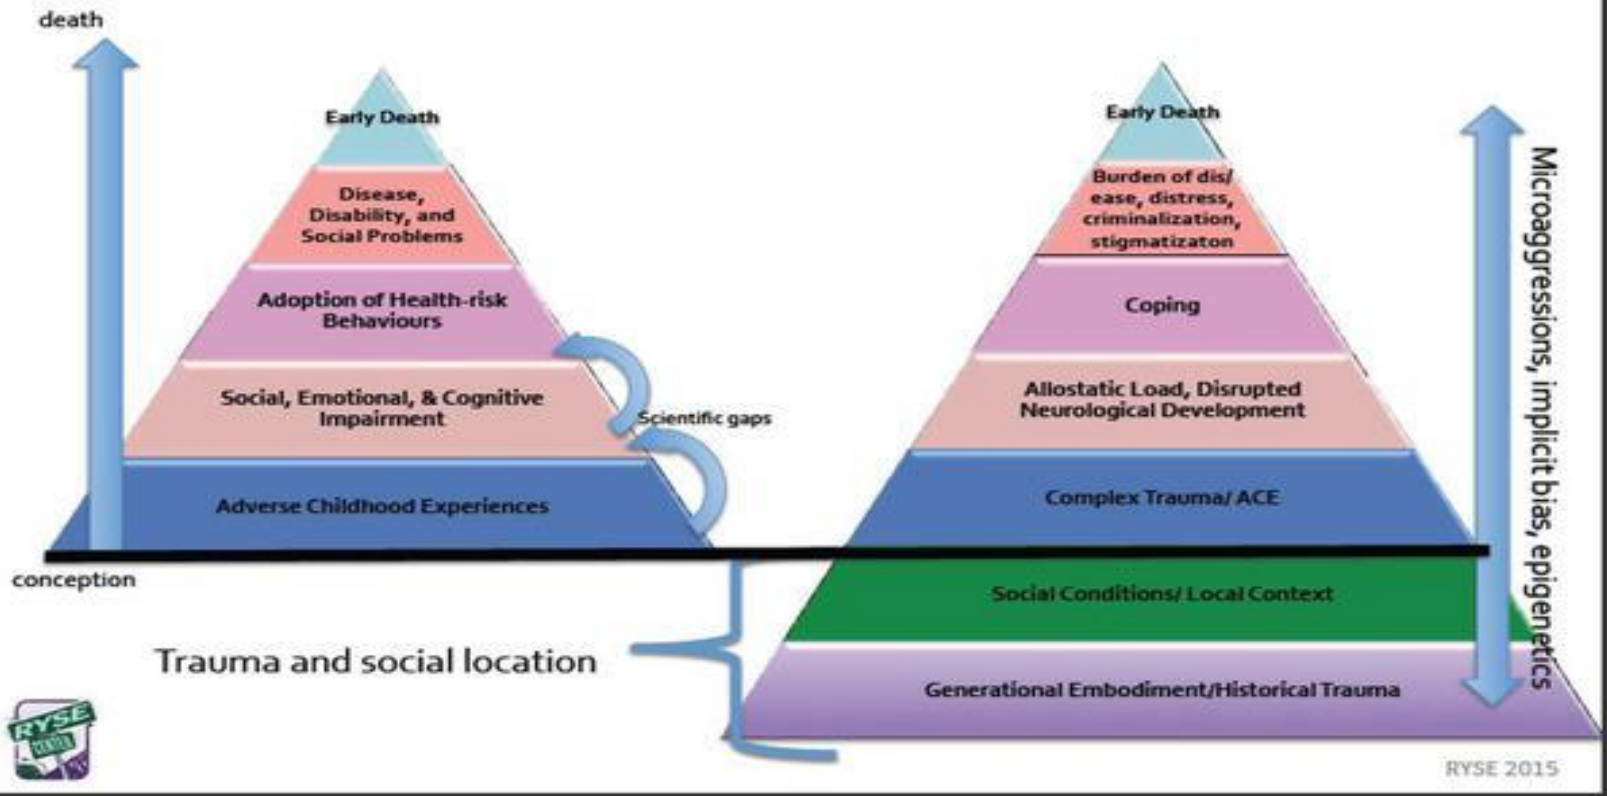 death
Early Death
Disease,
Disability, and
Social Problems
Adoption of Health-risk
Behaviours
Social, Emotional, & Cognitive
Impairment
Scientific gaps
Adverse Childhood Experiences
conception
Trauma and social location
Early Death
Burden of dis/
ease, distress,
criminalization,
stigmatizaton
Coping
Allostatic Load, Disrupted
Neurological Development
Complex Trauma/ ACE
Social Conditions/ Local Context
Generational Embodiment/Historical Trauma
Microaggressions, implicit bias, epigenetics
RYSE
CENTER
RYSE 2015